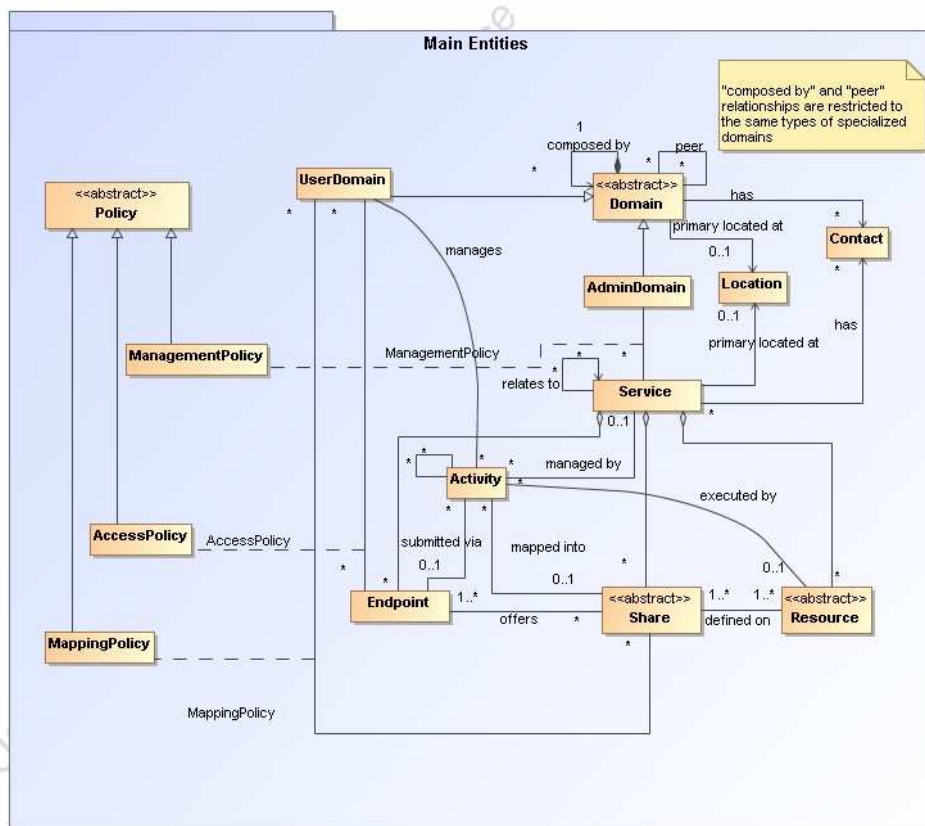 Main Entities
"composed by" and "peer"
relationships are restricted to
the same types of specialized
domains
1
composed by
peer
*
*
*
UserDomain
<<abstract>>
Domain
<<abstract>>
Policy
*
*
has
*
primary located at
Contact
*
0..1
manages
AdminDomain
Location
0..1
has
ManagementPolicy
ManagementPolicy
*
*
primary located at
*
relates to
Service
0..1
*
*
*
*
*
managed by
Activity
*
executed by
*
*
AccessPolicy
AccessPolicy
submitted via
mapped into
*
0..1
0..1
0..1
*
*
*
Endpoint
1..*
offers
*
<<abstract>>
Share
1..*
1..*
defined on
<<abstract>>
Resource
MappingPolicy
*
MappingPolicy